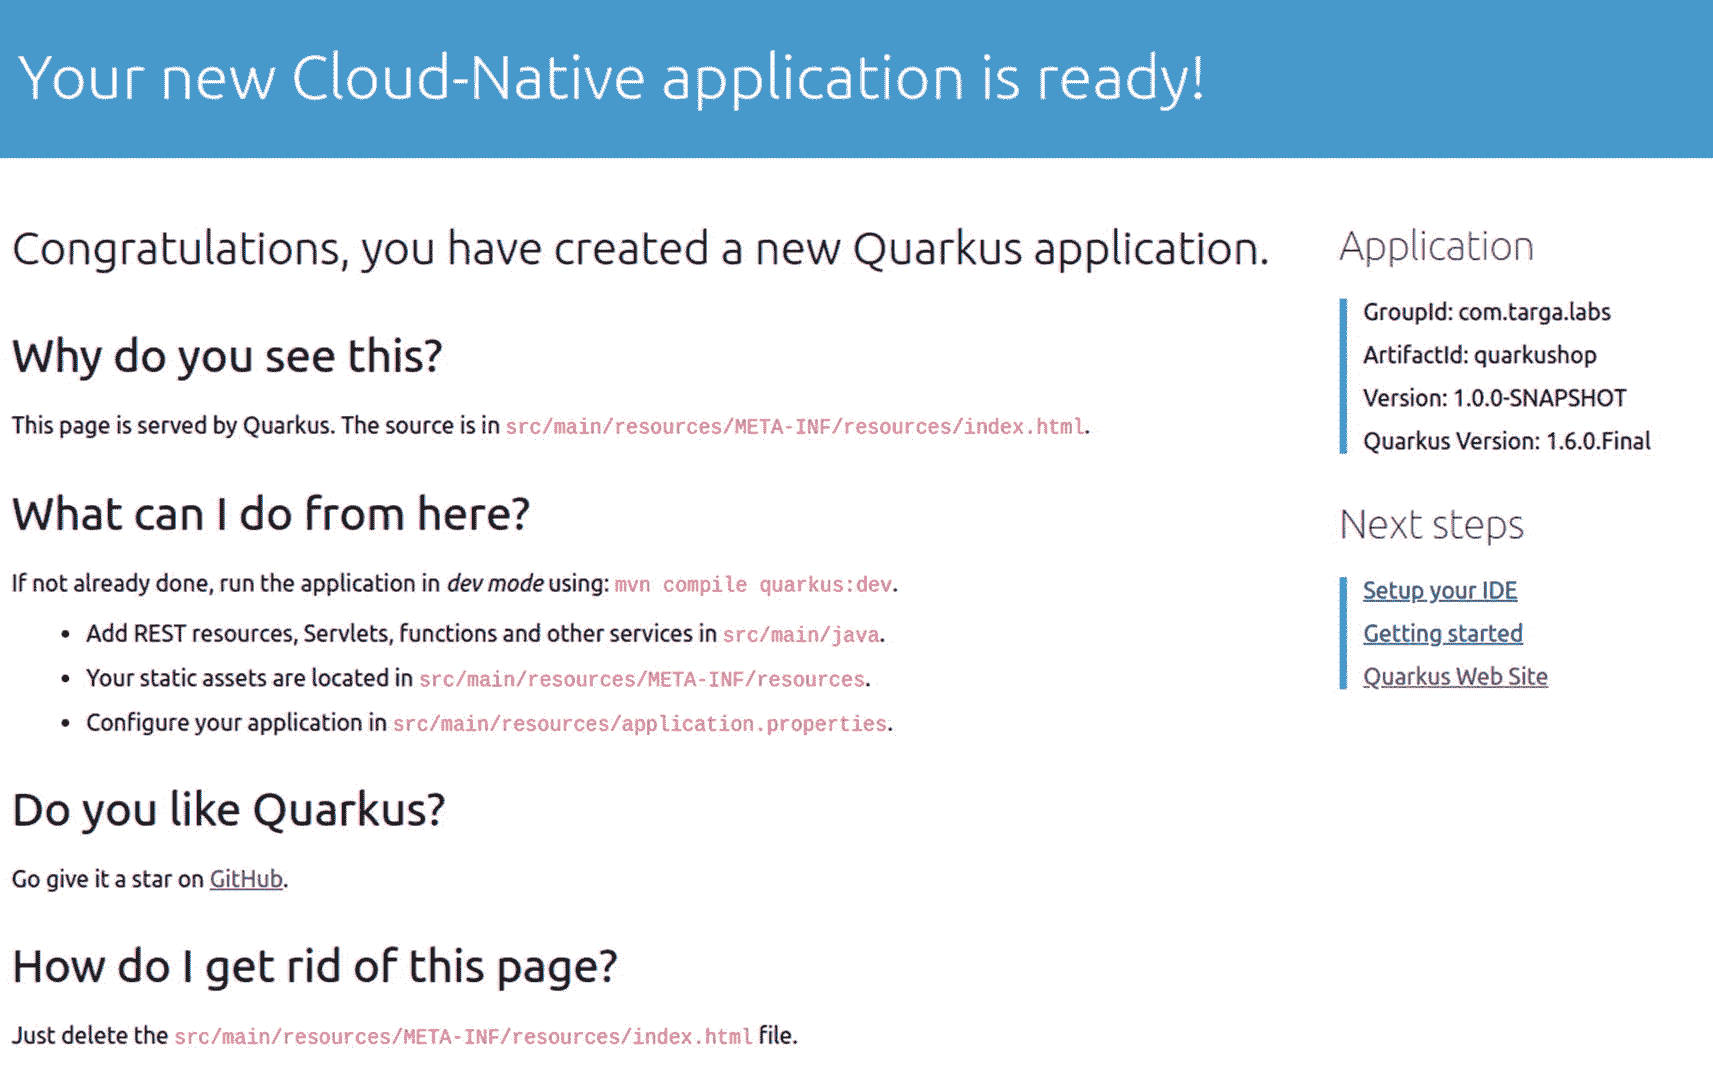 Your new Cloud-Native application is ready!
Congratulations, you have created a new Quarkus application.
Why do you see this?
This page is served by Quarkus. The source is in src/main/resources/META-INF/resources/index.html.
What can I do from here?
If not already done, run the application in dev mode using: mvn compile quarkus:dev.
• Add REST resources, Servlets, functions and other services in src/main/java.
• Your static assets are located in src/main/resources/META-INF/resources.
• Configure your application in src/main/resources/application.properties.
Do you like Quarkus?
Go give it a star on GitHub.
How do I get rid of this page?
Just delete the src/main/resources/META-INF/resources/index.html file.
Application
GroupId: com.targa.labs
ArtifactId: quarkushop
Version: 1.0.0-SNAPSHOT
Quarkus Version: 1.6.0.Final
Next steps
Setup your IDE
Getting started
Quarkus Web Site